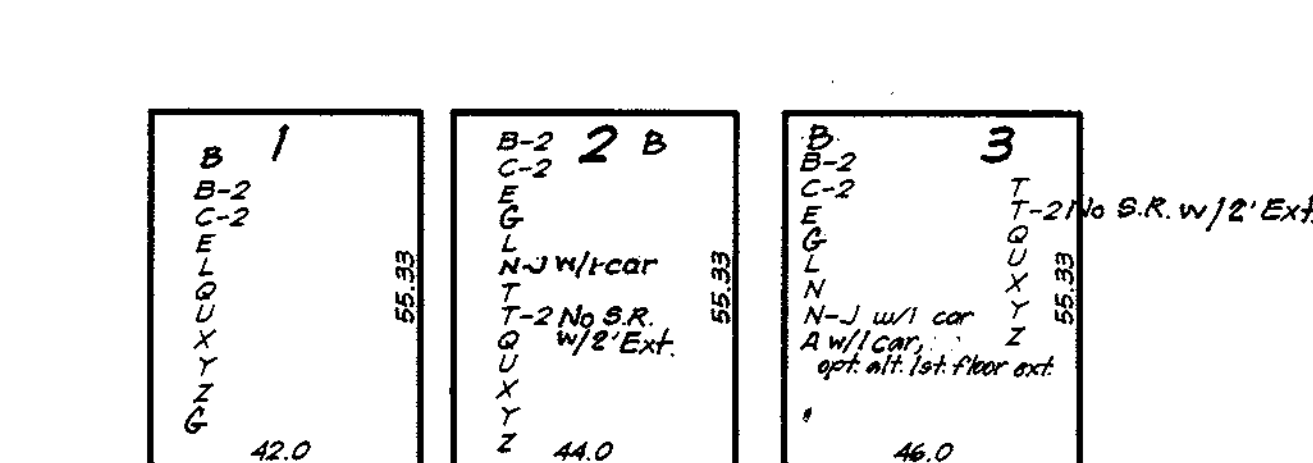 1
B
B-2
C-2
E
L
Q
U
X
Y
Z
G
55.33
42.0
2 B
B-2
C-2
E
G
L
N-J w/1-car
T
T-2 No S.R.
w/2' Ext.
Q
U
X
Y
Z
55.33
44.0
3
B
B-2
C-2
E
G
L
N
N-J w/1 car
A w/1 car,
opt. alt. 1st. floor ext.
T
T-2 No S.R. w/2' Ext.
Q
U
X
Y
Z
55.33
46.0